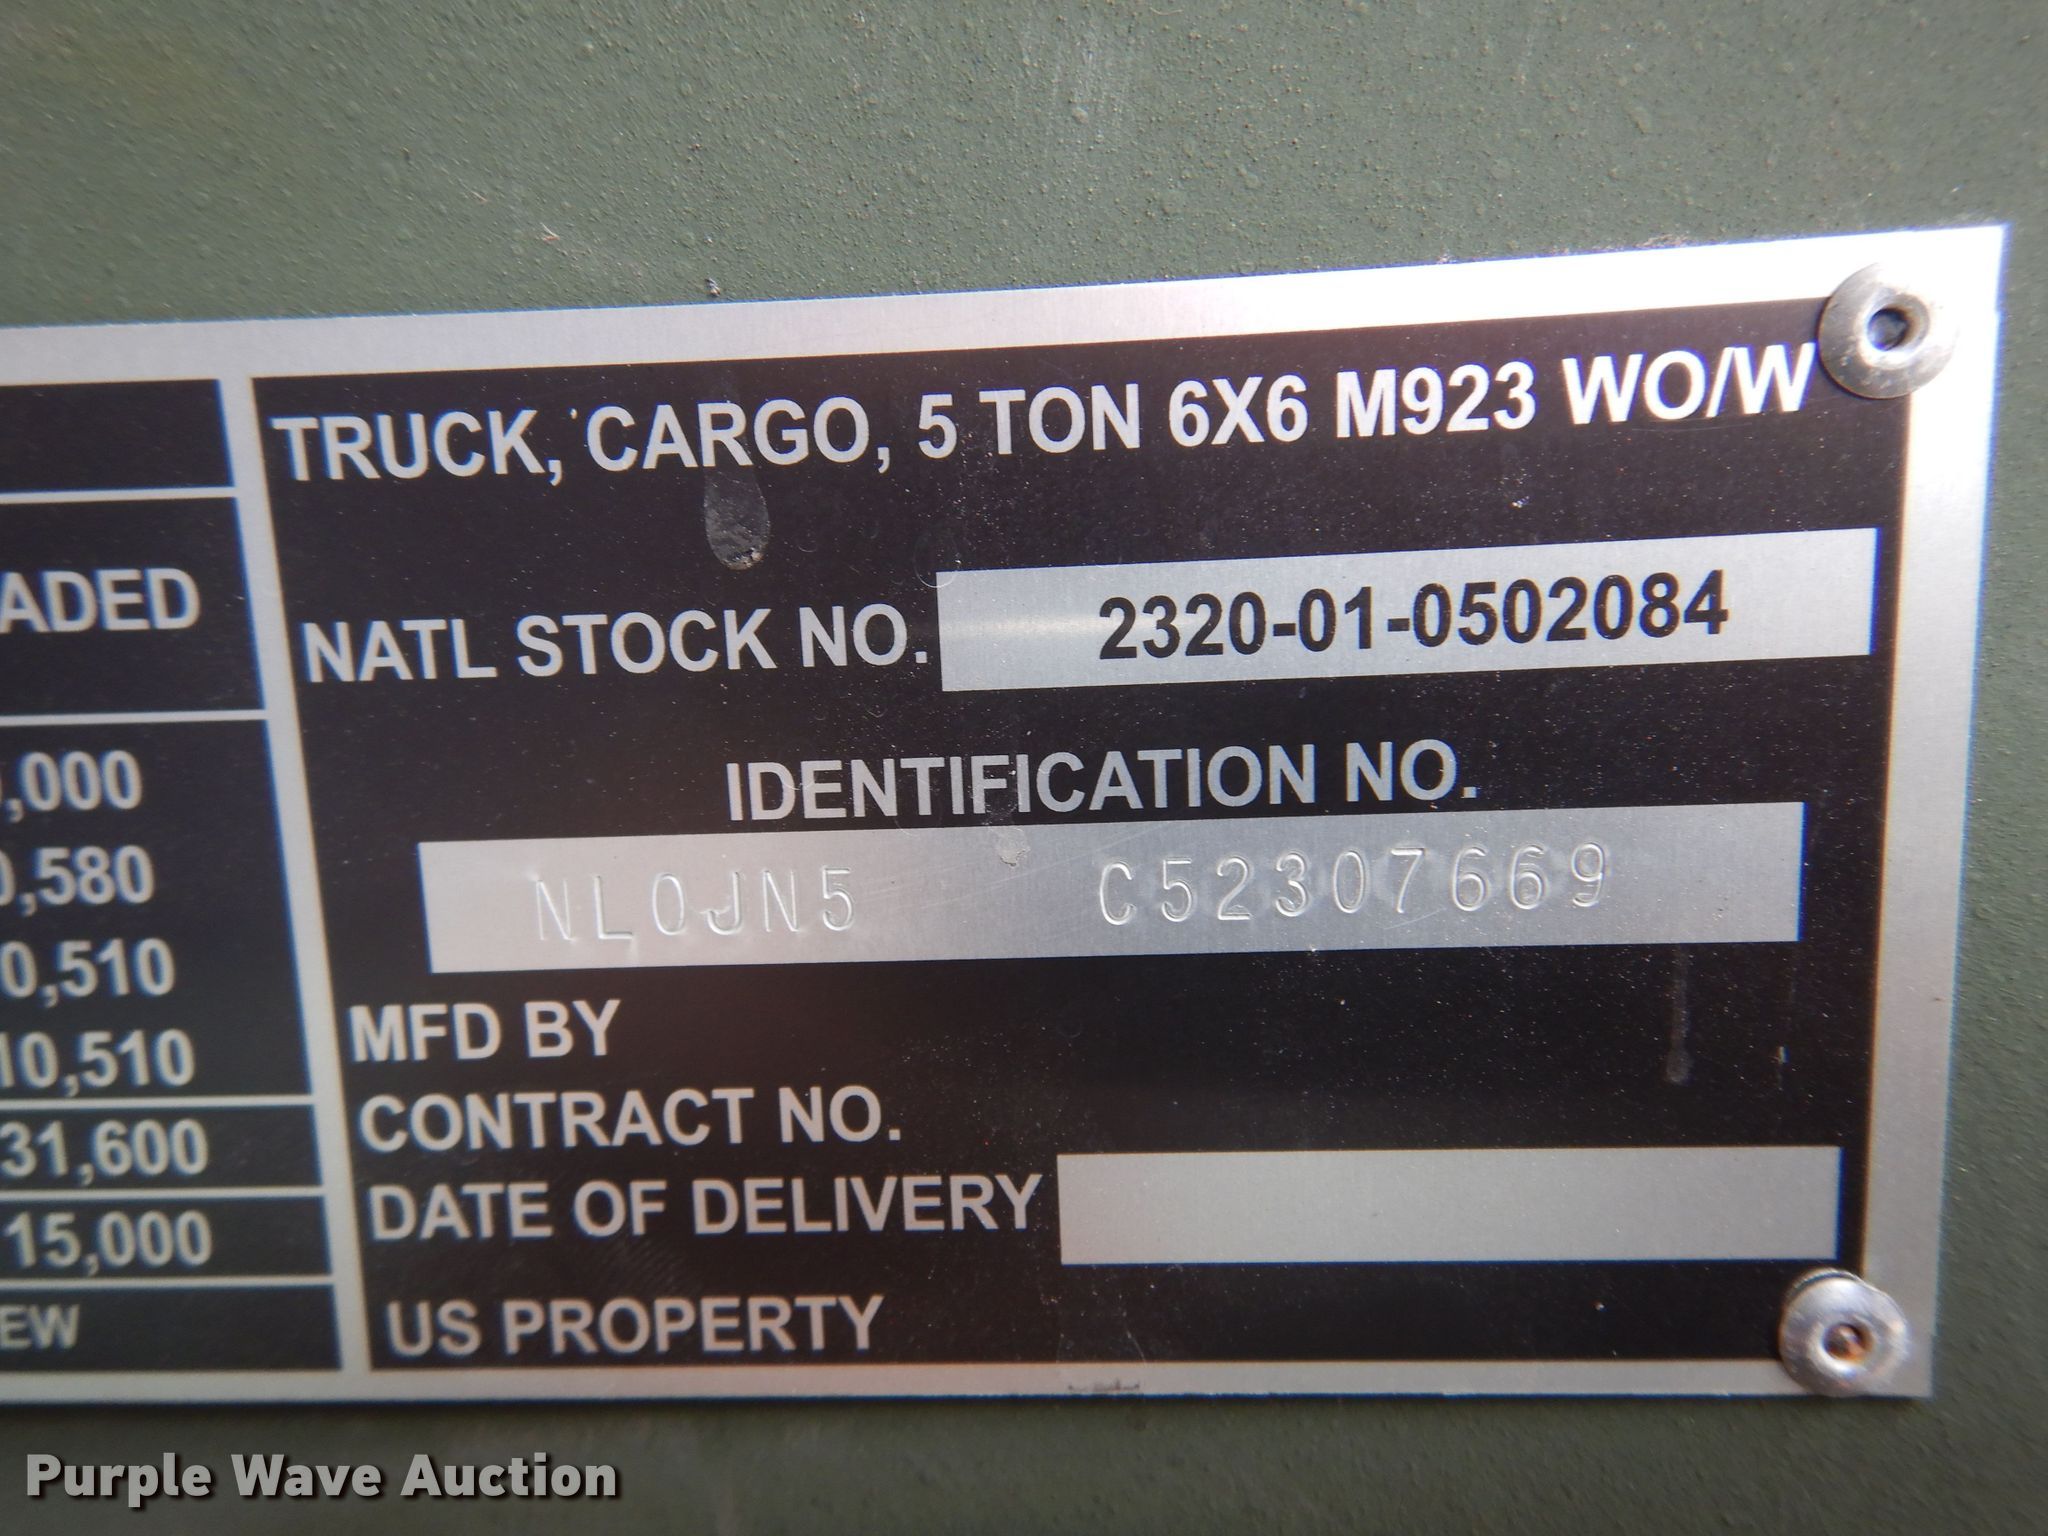 TRUCK, CARGO, 5 TON 6X6 M923 WO/W
ADED
NATL STOCK NO. 2320-01-0502084
,000
IDENTIFICATION NO.
0,580
NL0JN5 C52307669
0,510
MFD BY
10,510
CONTRACT NO.
31,600
DATE OF DELIVERY
15,000
US PROPERTY
EW
Purple Wave Auction